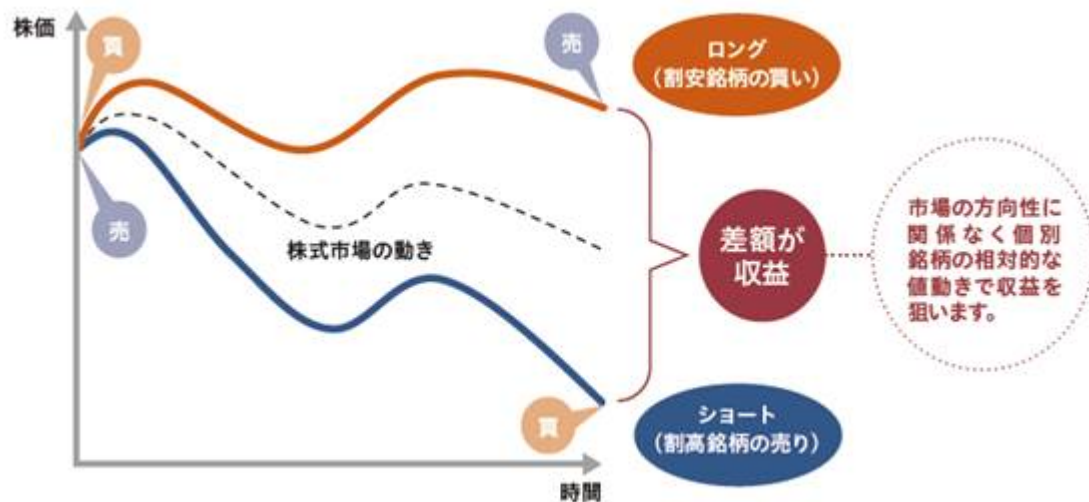 株価
買
売
売
株式市場の動き
買
時間
ロング
（割安銘柄の買い）
差額が
収益
市場の方向性に
関係なく個別
銘柄の相対的な
値動きで収益を
狙います。
ショート
（割高銘柄の売り）